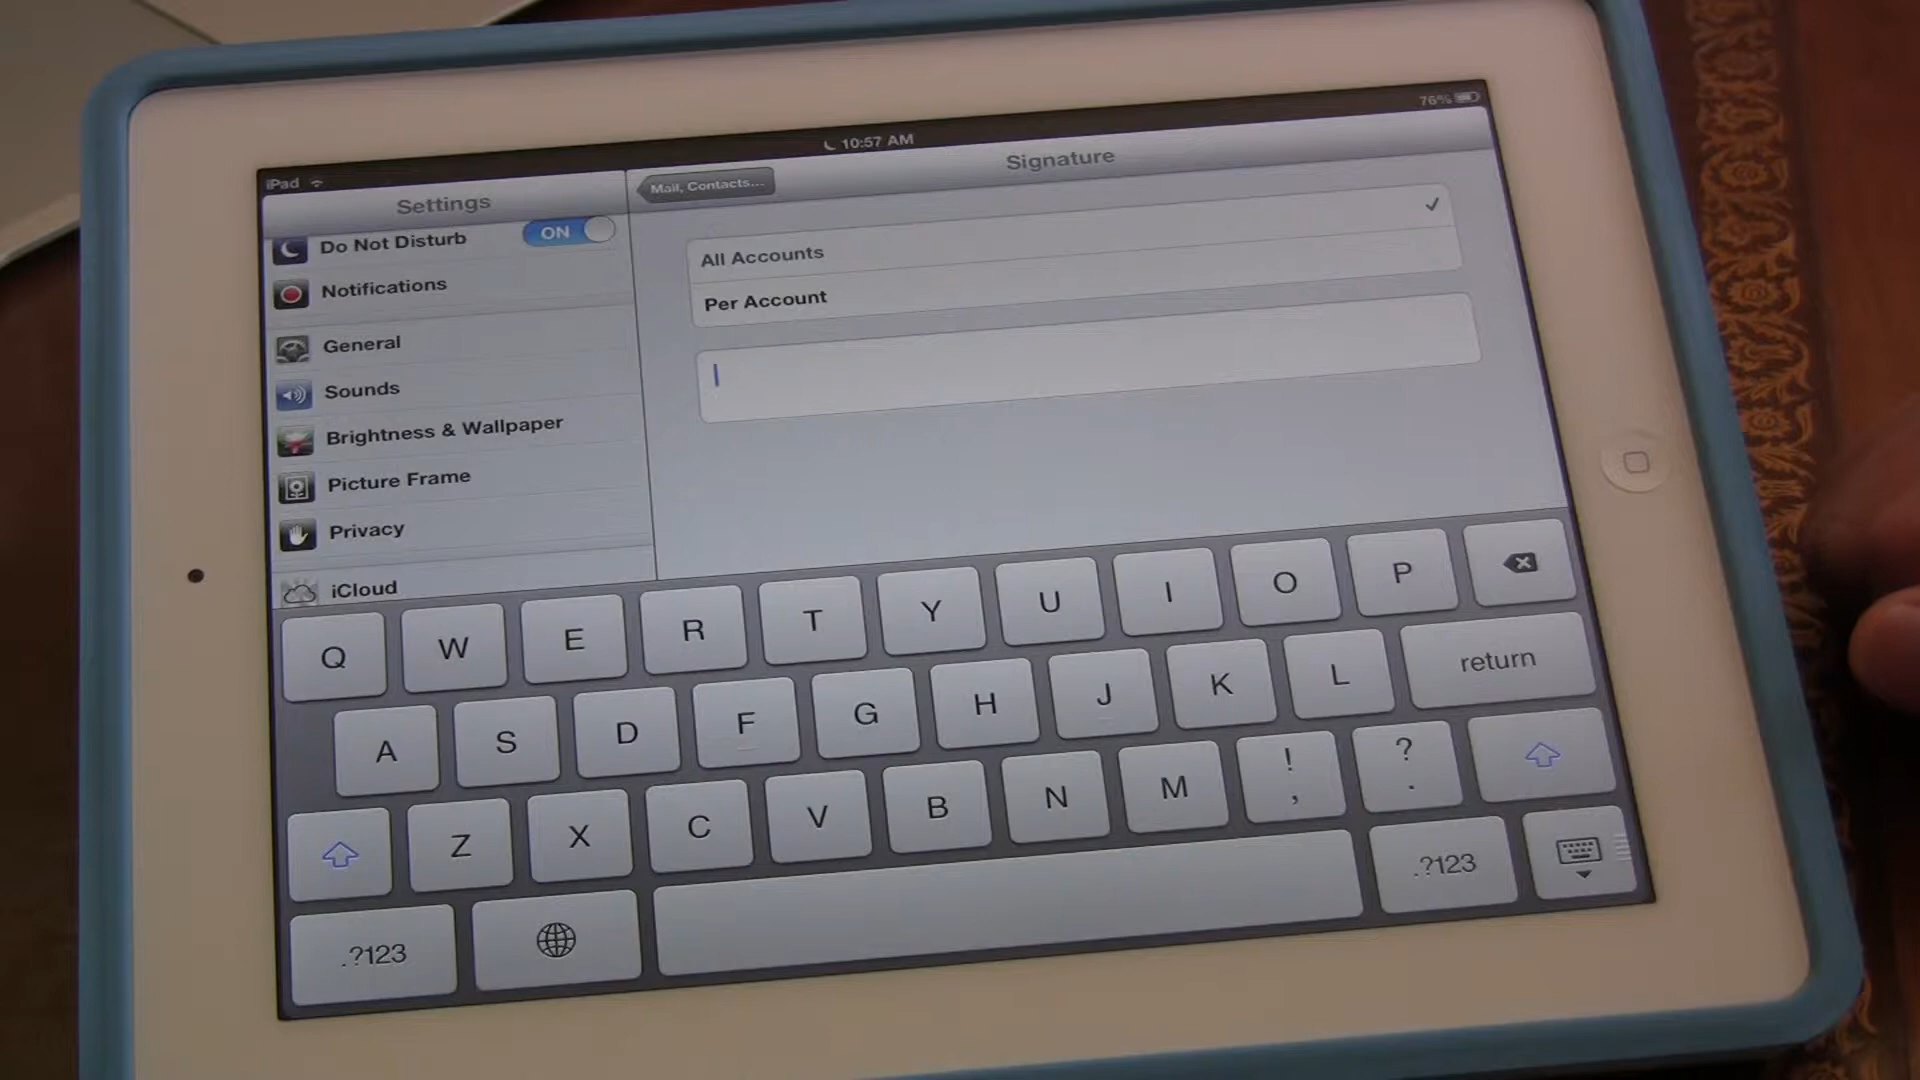 iPad 10:57 AM 76%
Settings
Mail, Contacts... Signature
Do Not Disturb ON
Notifications
General
Sounds
Brightness & Wallpaper
Picture Frame
Privacy
iCloud
All Accounts
Per Account
Q W E R T Y U I O P
A S D F G H J K L return
Z X C V B N M ! , ? .
.?123 .?123